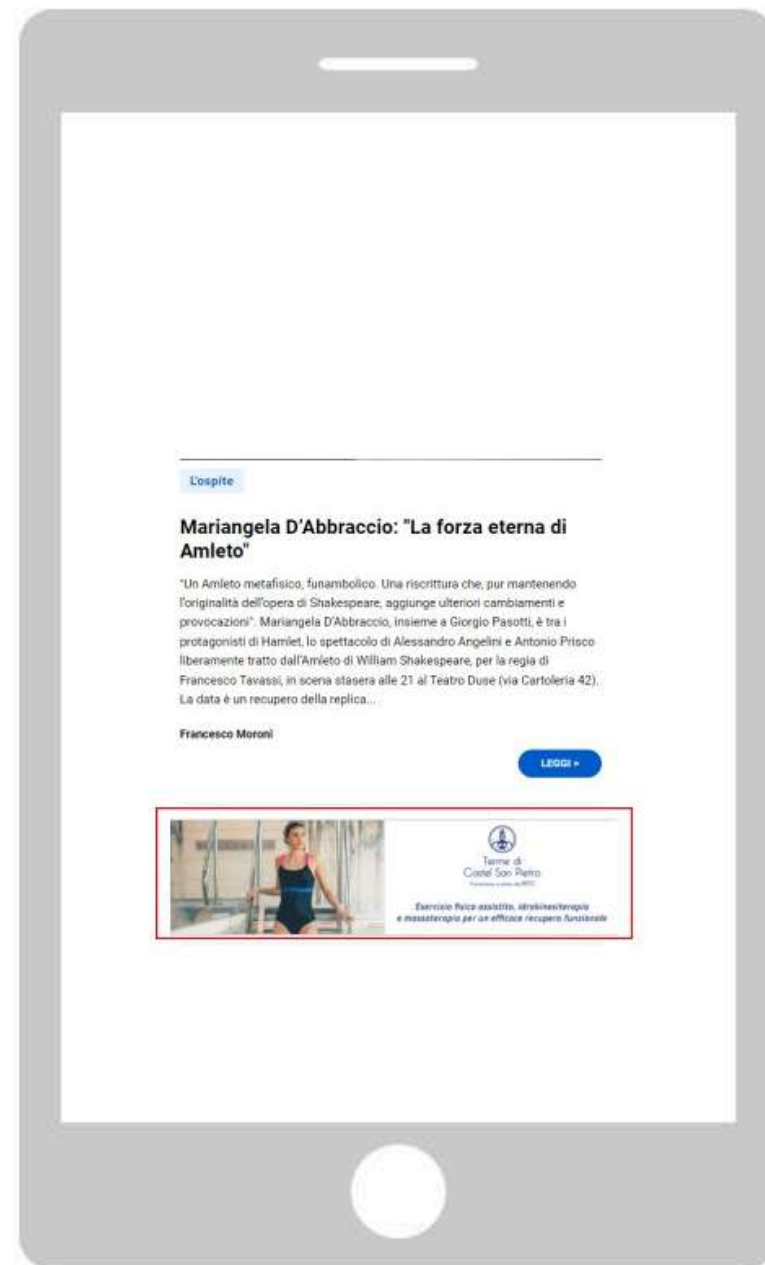 L'ospite
Mariangela D'Abbraccio: "La forza eterna di
Amleto"
"Un Amleto metafisico, funambolico. Una riscrittura che, pur mantenendo
l'originalità dell'opera di Shakespeare, aggiunge ulteriori cambiamenti e
provocazioni". Mariangela D'Abbraccio, insieme a Giorgio Pasotti, è tra i
protagonisti di Hamlet, lo spettacolo di Alessandro Angelini e Antonio Prisco
liberamente tratto dall'Amleto di William Shakespeare, per la regia di
Francesco Tavassi, in scena stasera alle 21 al Teatro Duse (via Cartoleria 42).
La data è un recupero della replica...
Francesco Moroni
LEGGI »
Terme di
Castel San Pietro
Esercizio fisico assistito, idrokinesiterapia
e massoterapia per un efficace recupero funzionale